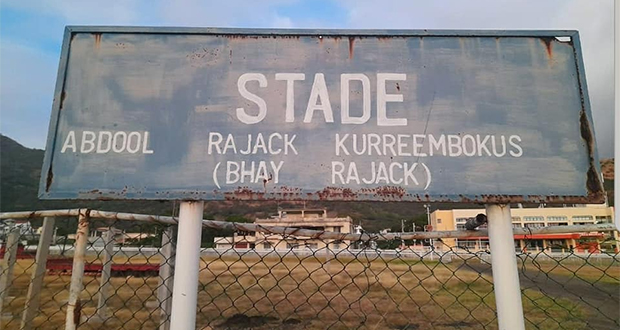 STADE
ABDOOL RAJACK KURREEMBOKUS
(BHAY RAJACK)